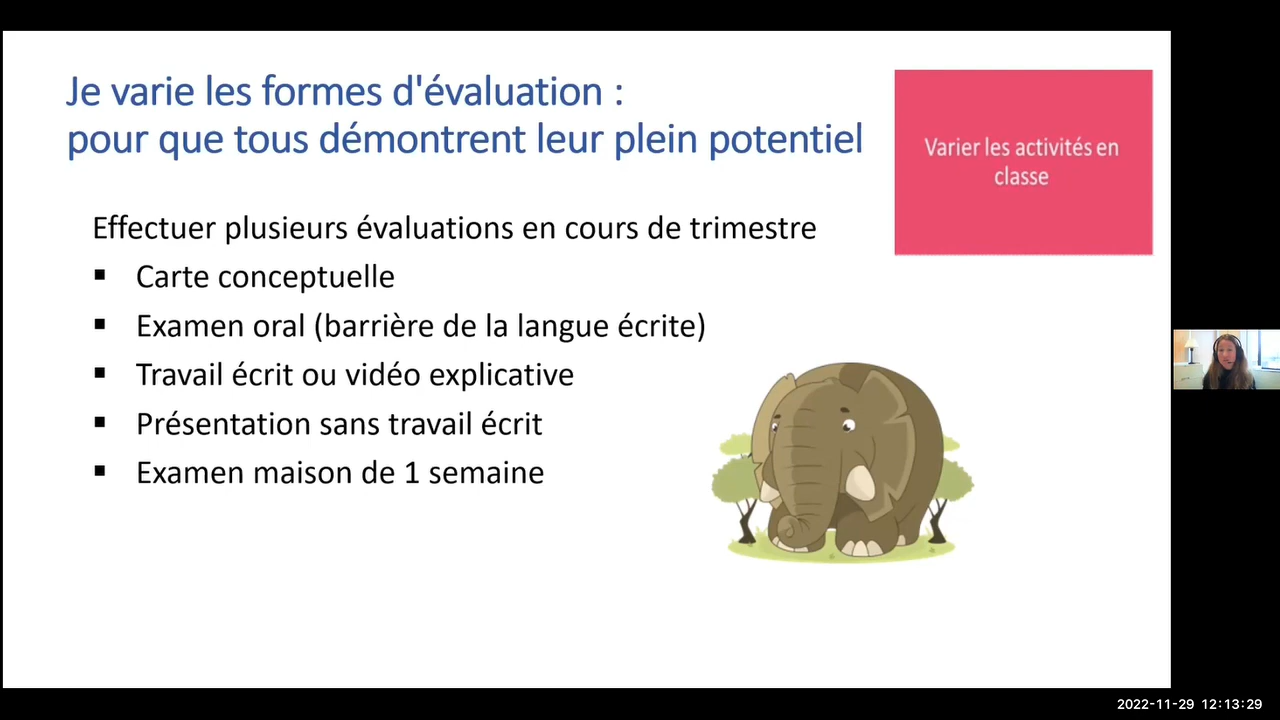 Je varie les formes d'évaluation :
pour que tous démontrent leur plein potentiel
Varier les activités en
classe
Effectuer plusieurs évaluations en cours de trimestre
▪ Carte conceptuelle
▪ Examen oral (barrière de la langue écrite)
▪ Travail écrit ou vidéo explicative
▪ Présentation sans travail écrit
▪ Examen maison de 1 semaine
2022-11-29 12:13:29